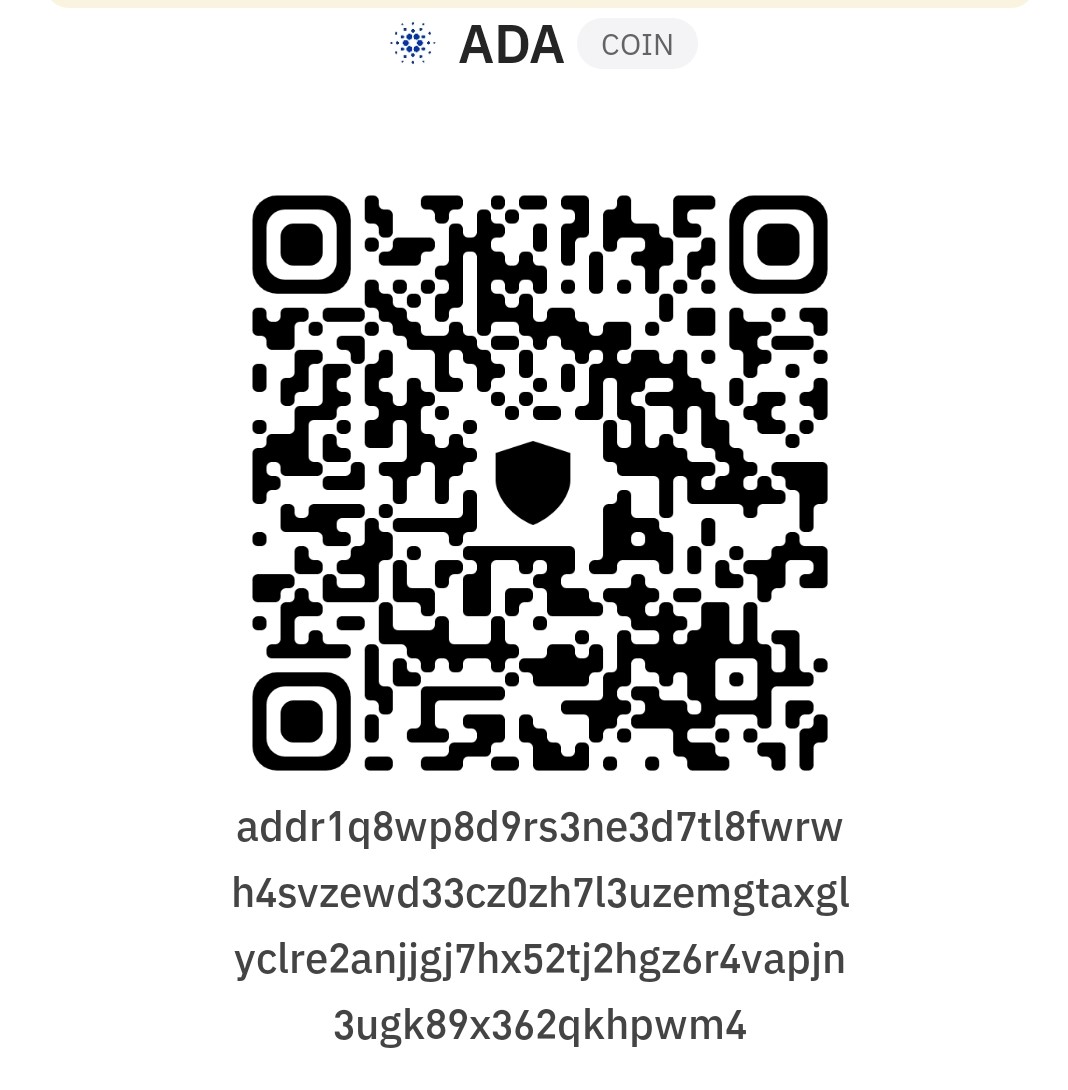 ADA COIN
addr1q8wp8d9rs3ne3d7tl8fwrw
h4svzewd33cz0zh7l3uzemgtaxgl
yclre2anjjgj7hx52tj2hgz6r4vapjn
3ugk89x362qkhpwm4